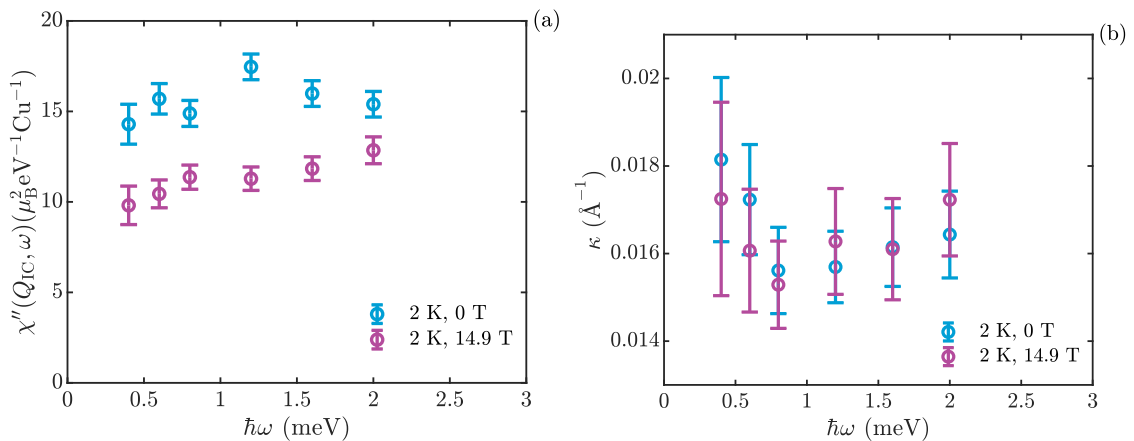 (a)
20
15
10
5
0
χ′′(Q_IC, ω)(μ_B^2 eV^−1 Cu^−1)
2 K, 0 T
2 K, 14.9 T
0 0.5 1 1.5 2 2.5 3
ħω (meV)
(b)
0.02
0.018
0.016
0.014
κ (Å^−1)
2 K, 0 T
2 K, 14.9 T
0 0.5 1 1.5 2 2.5 3
ħω (meV)